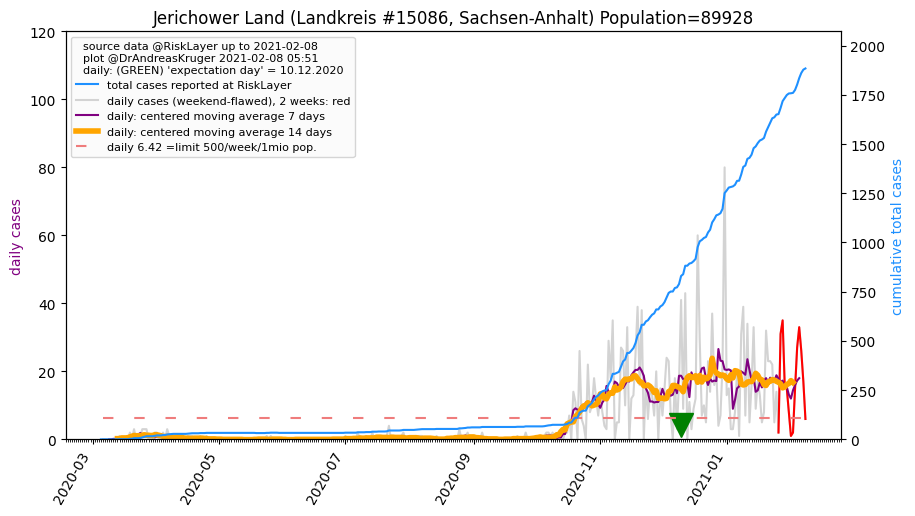 Jerichower Land (Landkreis #15086, Sachsen-Anhalt) Population=89928
source data @RiskLayer up to 2021-02-08
plot @DrAndreasKruger 2021-02-08 05:51
daily: (GREEN) 'expectation day' = 10.12.2020
total cases reported at RiskLayer
daily cases (weekend-flawed), 2 weeks: red
daily: centered moving average 7 days
daily: centered moving average 14 days
daily 6.42 =limit 500/week/1mio pop.
daily cases
120
100
80
60
40
20
0
cumulative total cases
2000
1750
1500
1250
1000
750
500
250
0
2020-03
2020-05
2020-07
2020-09
2020-11
2021-01